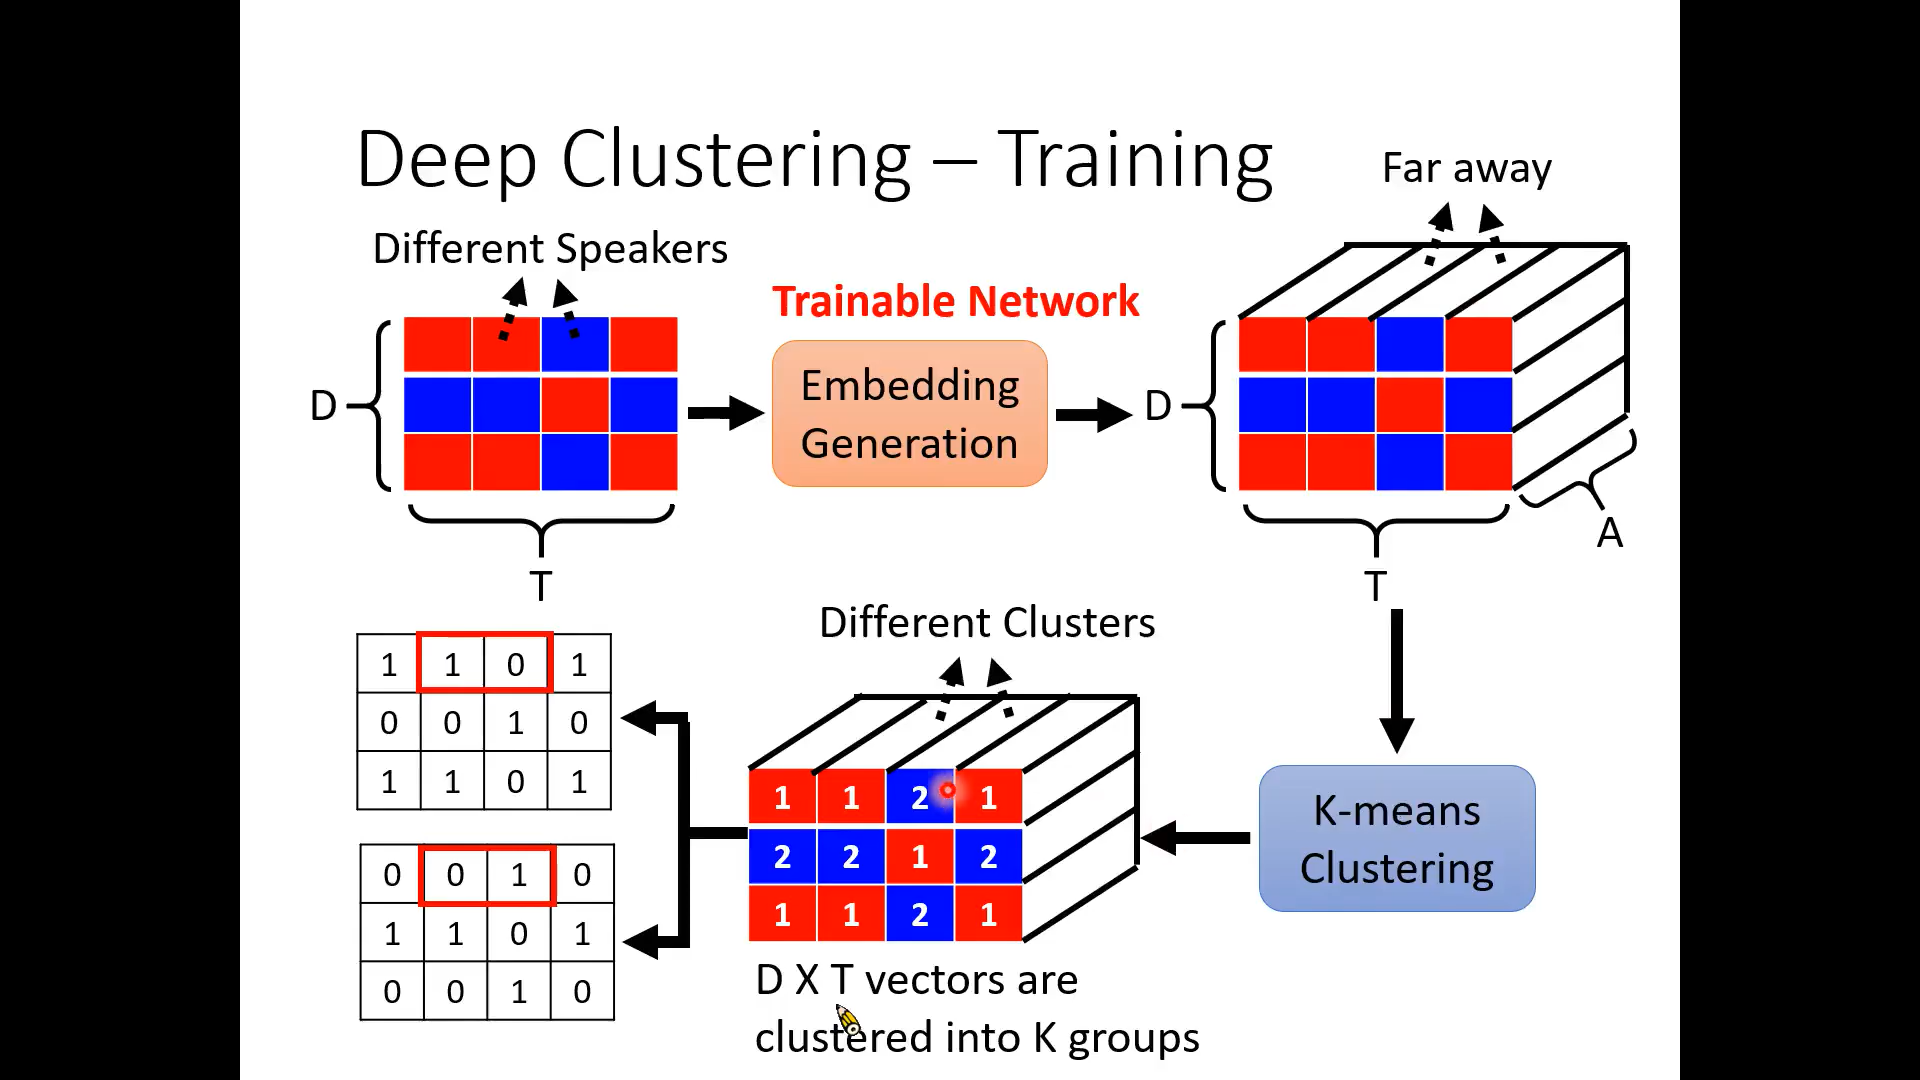 Deep Clustering – Training
Far away
Different Speakers
Trainable Network
Embedding
Generation
D
D
T
T
A
Different Clusters
1 1 0 1
0 0 1 0
1 1 0 1
0 0 1 0
1 1 0 1
0 0 1 0
1 1 2 1
2 2 1 2
1 1 2 1
K-means
Clustering
D X T vectors are
clustered into K groups